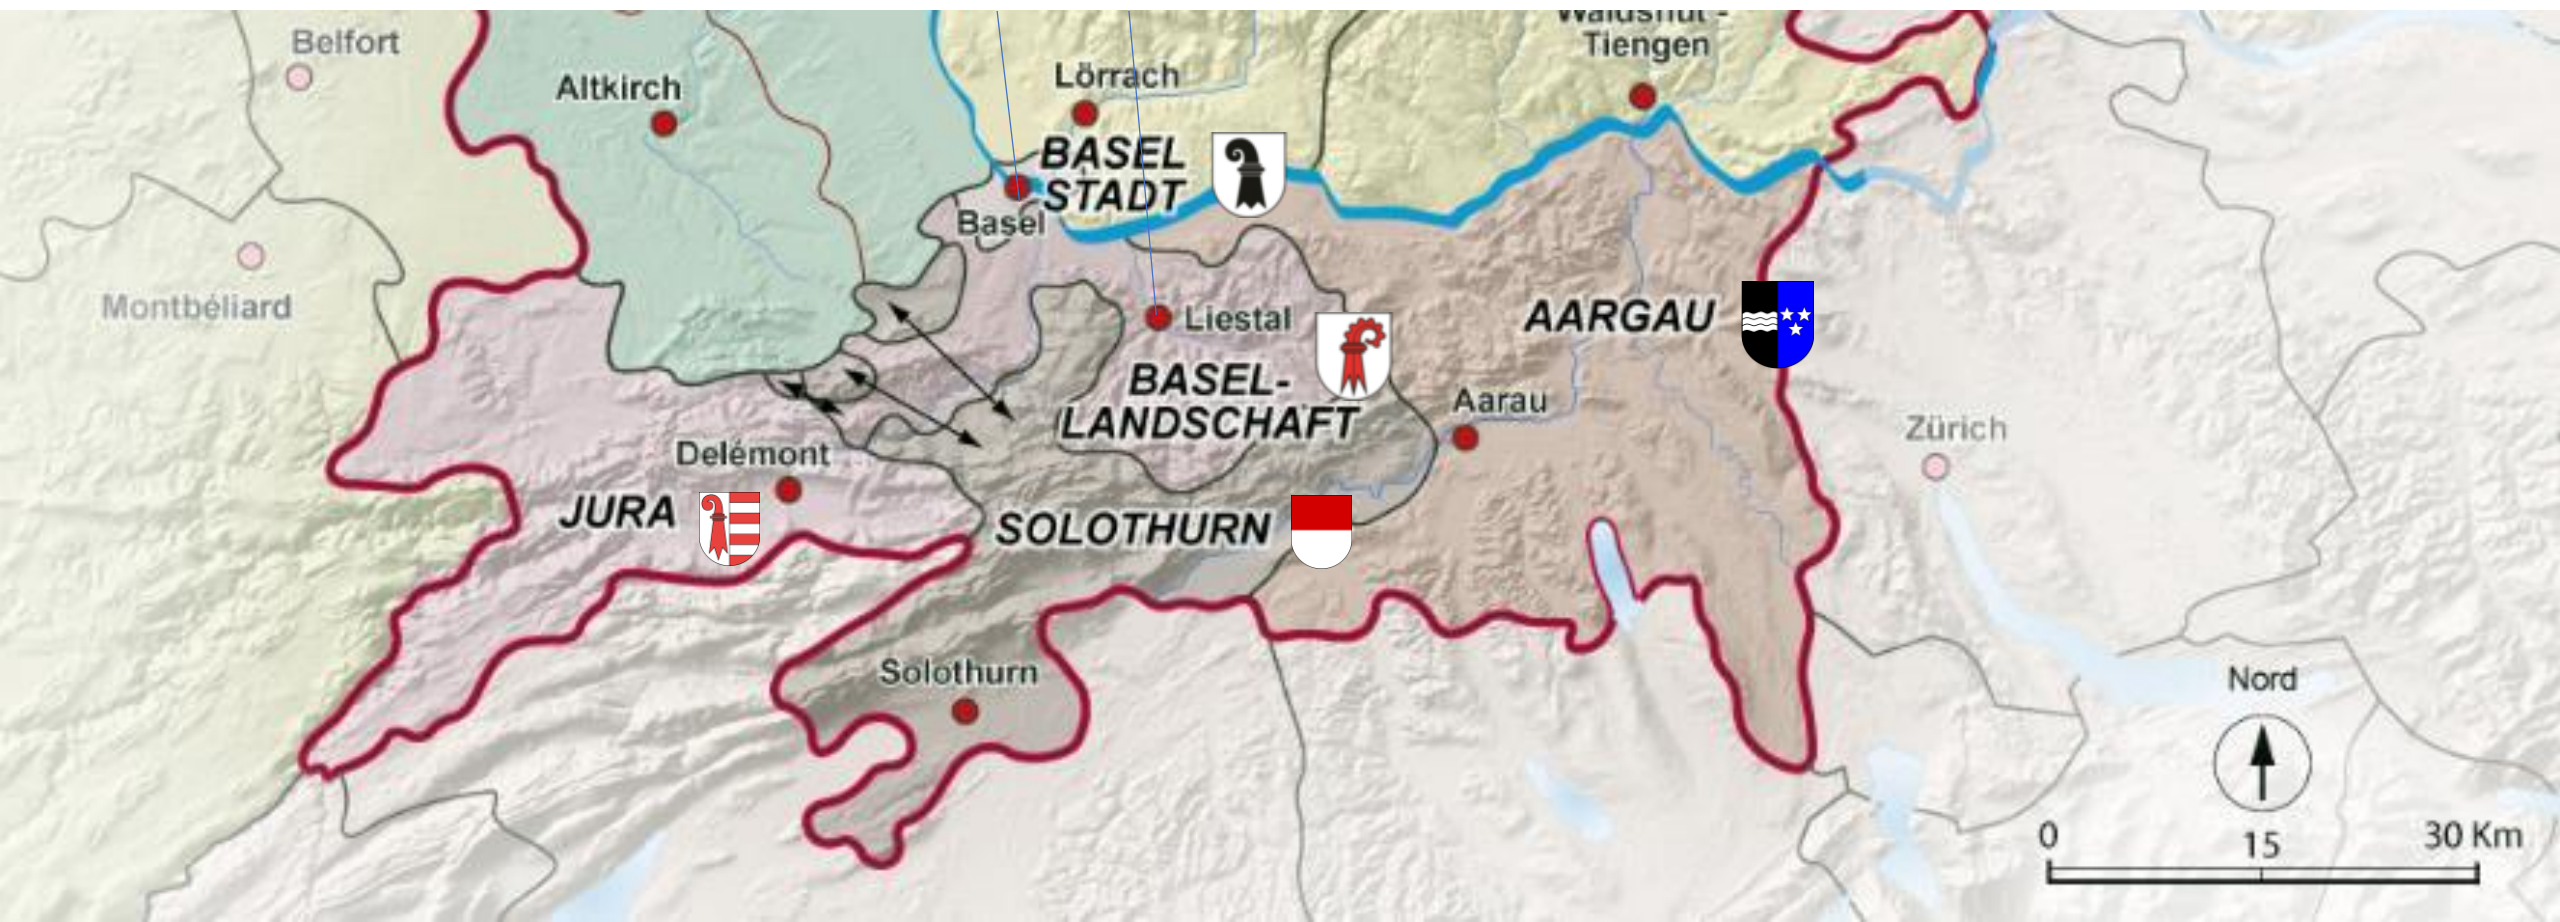 Belfort
Waldshut -
Tiengen
Altkirch
Lörrach
BASEL
STADT
Basel
Montbéliard
Liestal
AARGAU
BASEL-
LANDSCHAFT
Aarau
Zürich
Delémont
JURA
SOLOTHURN
Solothurn
Nord
0
15
30 Km